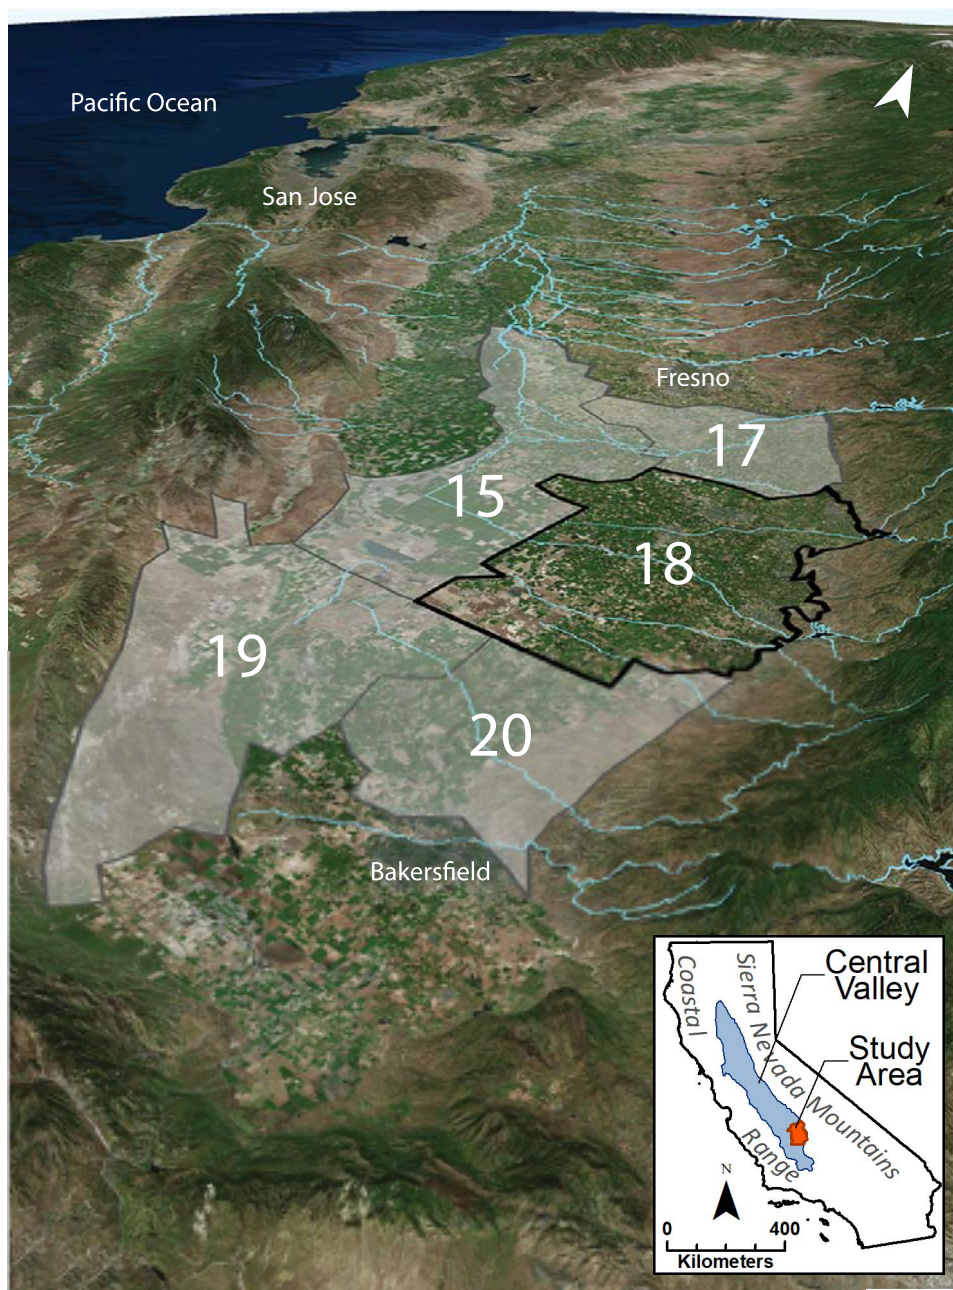 Pacific Ocean
San Jose
Fresno
17
15
18
19
20
Bakersfield
Central
Valley
Study
Area
Coastal
Range
Sierra Nevada Mountains
N
0 400
Kilometers